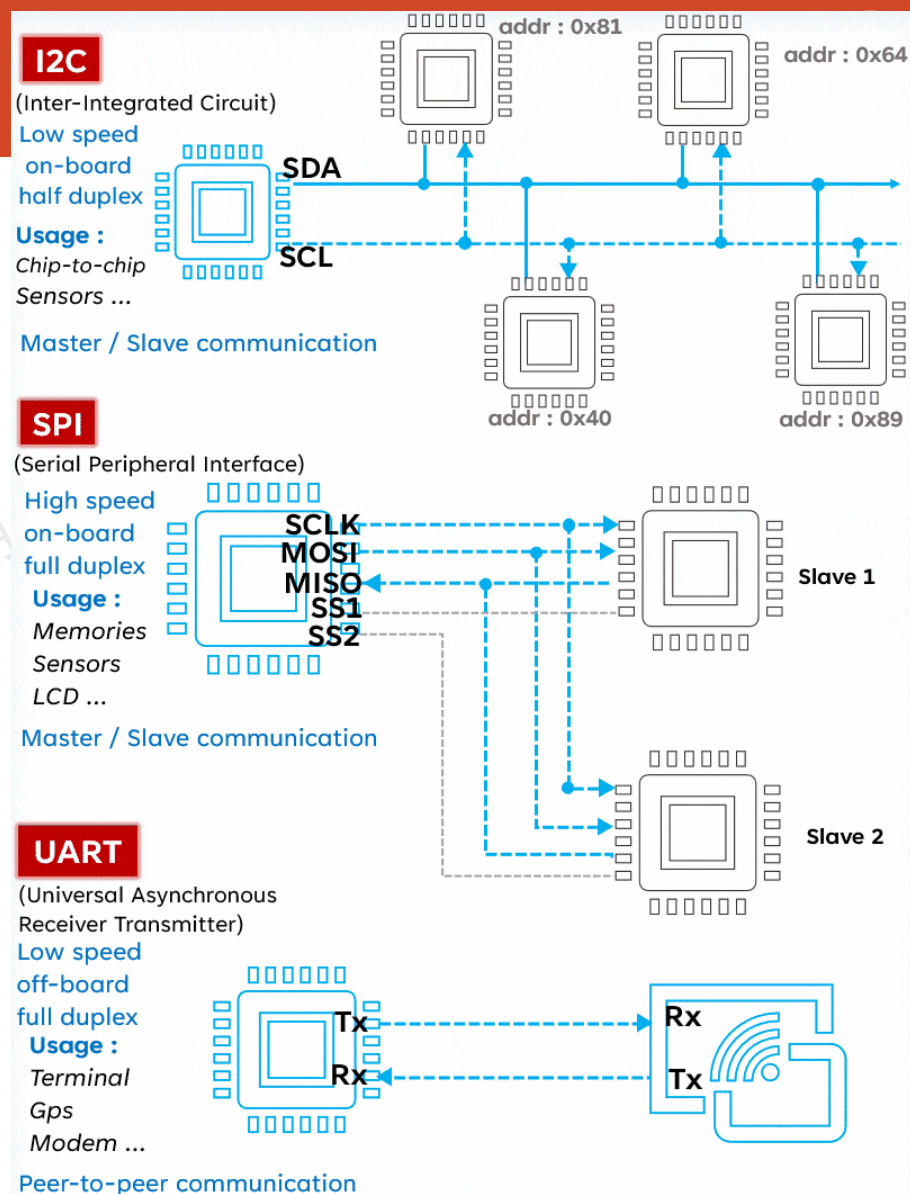 I2C
(Inter-Integrated Circuit)
Low speed
on-board
half duplex
Usage :
Chip-to-chip
Sensors ...
Master / Slave communication
SDA
SCL
addr : 0x81
addr : 0x64
addr : 0x40
addr : 0x89
SPI
(Serial Peripheral Interface)
High speed
on-board
full duplex
Usage :
Memories
Sensors
LCD ...
Master / Slave communication
SCLK
MOSI
MISO
SS1
SS2
Slave 1
Slave 2
UART
(Universal Asynchronous
Receiver Transmitter)
Low speed
off-board
full duplex
Usage :
Terminal
Gps
Modem ...
Peer-to-peer communication
Tx
Rx
Rx
Tx